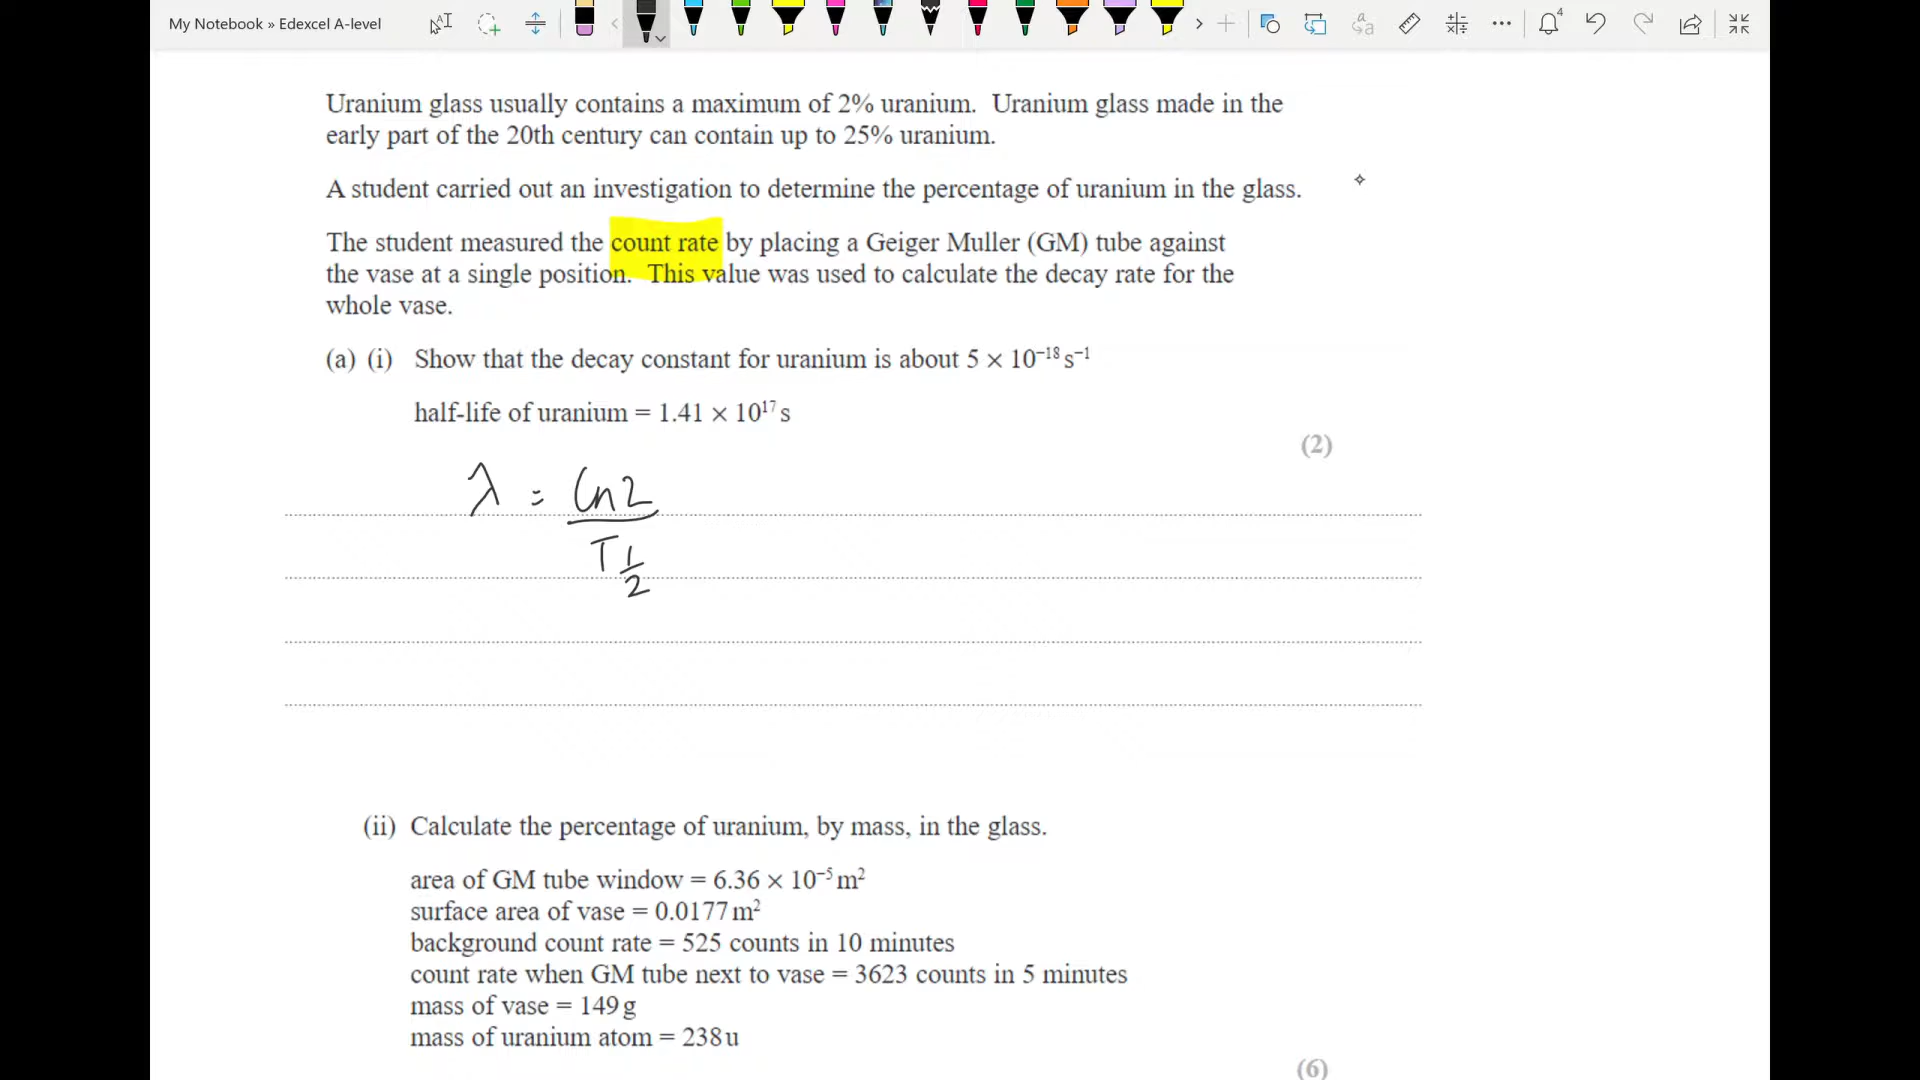 My Notebook » Edexcel A-level
4
Uranium glass usually contains a maximum of 2% uranium. Uranium glass made in the
early part of the 20th century can contain up to 25% uranium.
A student carried out an investigation to determine the percentage of uranium in the glass.
The student measured the count rate by placing a Geiger Muller (GM) tube against
the vase at a single position. This value was used to calculate the decay rate for the
whole vase.
(a) (i) Show that the decay constant for uranium is about 5 × 10⁻¹⁸ s⁻¹
half-life of uranium = 1.41 × 10¹⁷ s
(2)
λ = ln2
T 1/2
(ii) Calculate the percentage of uranium, by mass, in the glass.
area of GM tube window = 6.36 × 10⁻⁵ m²
surface area of vase = 0.0177 m²
background count rate = 525 counts in 10 minutes
count rate when GM tube next to vase = 3623 counts in 5 minutes
mass of vase = 149 g
mass of uranium atom = 238 u
(6)